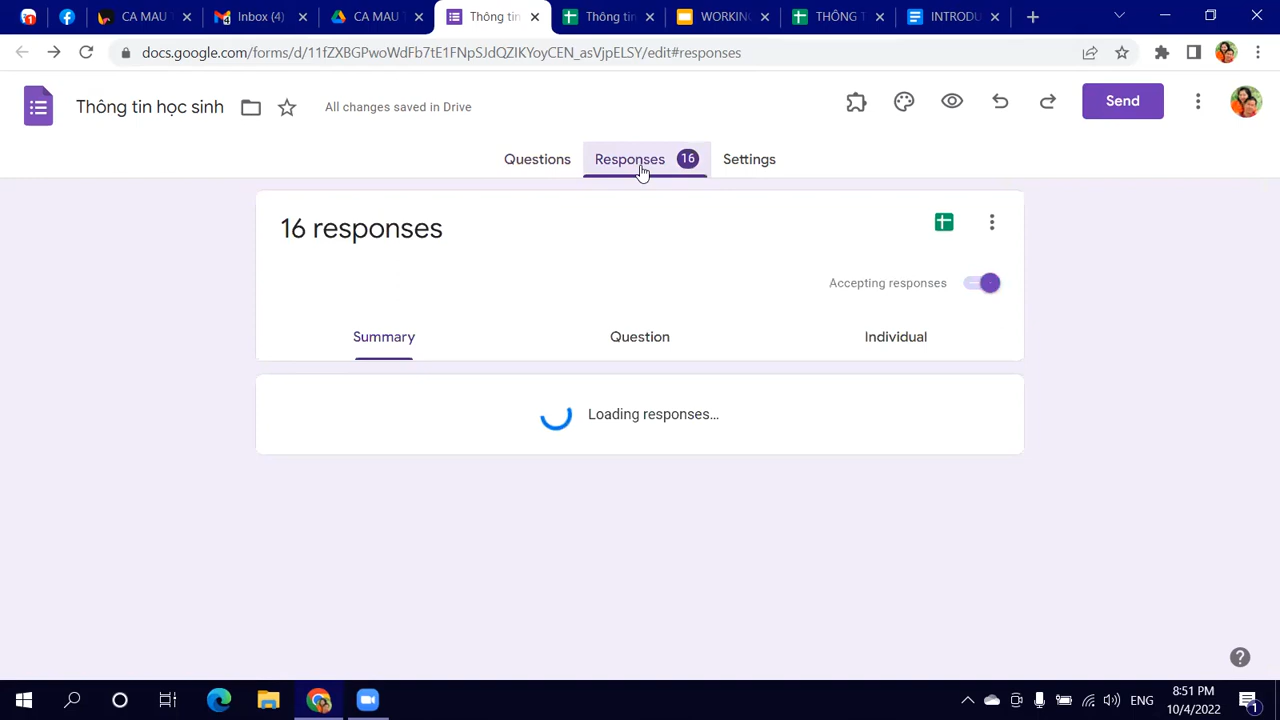 CA MAU T
Inbox (4)
CA MAU T
Thông tin
Thông tin
WORKING
THÔNG T
INTRODU
docs.google.com/forms/d/11fZXBGPwoWdFb7tE1FNpSJdQZIKYoyCEN_asVjpELSY/edit#responses
Thông tin học sinh
All changes saved in Drive
Send
Questions
Responses 16
Settings
16 responses
Accepting responses
Summary
Question
Individual
Loading responses...
ENG
8:51 PM
10/4/2022
1